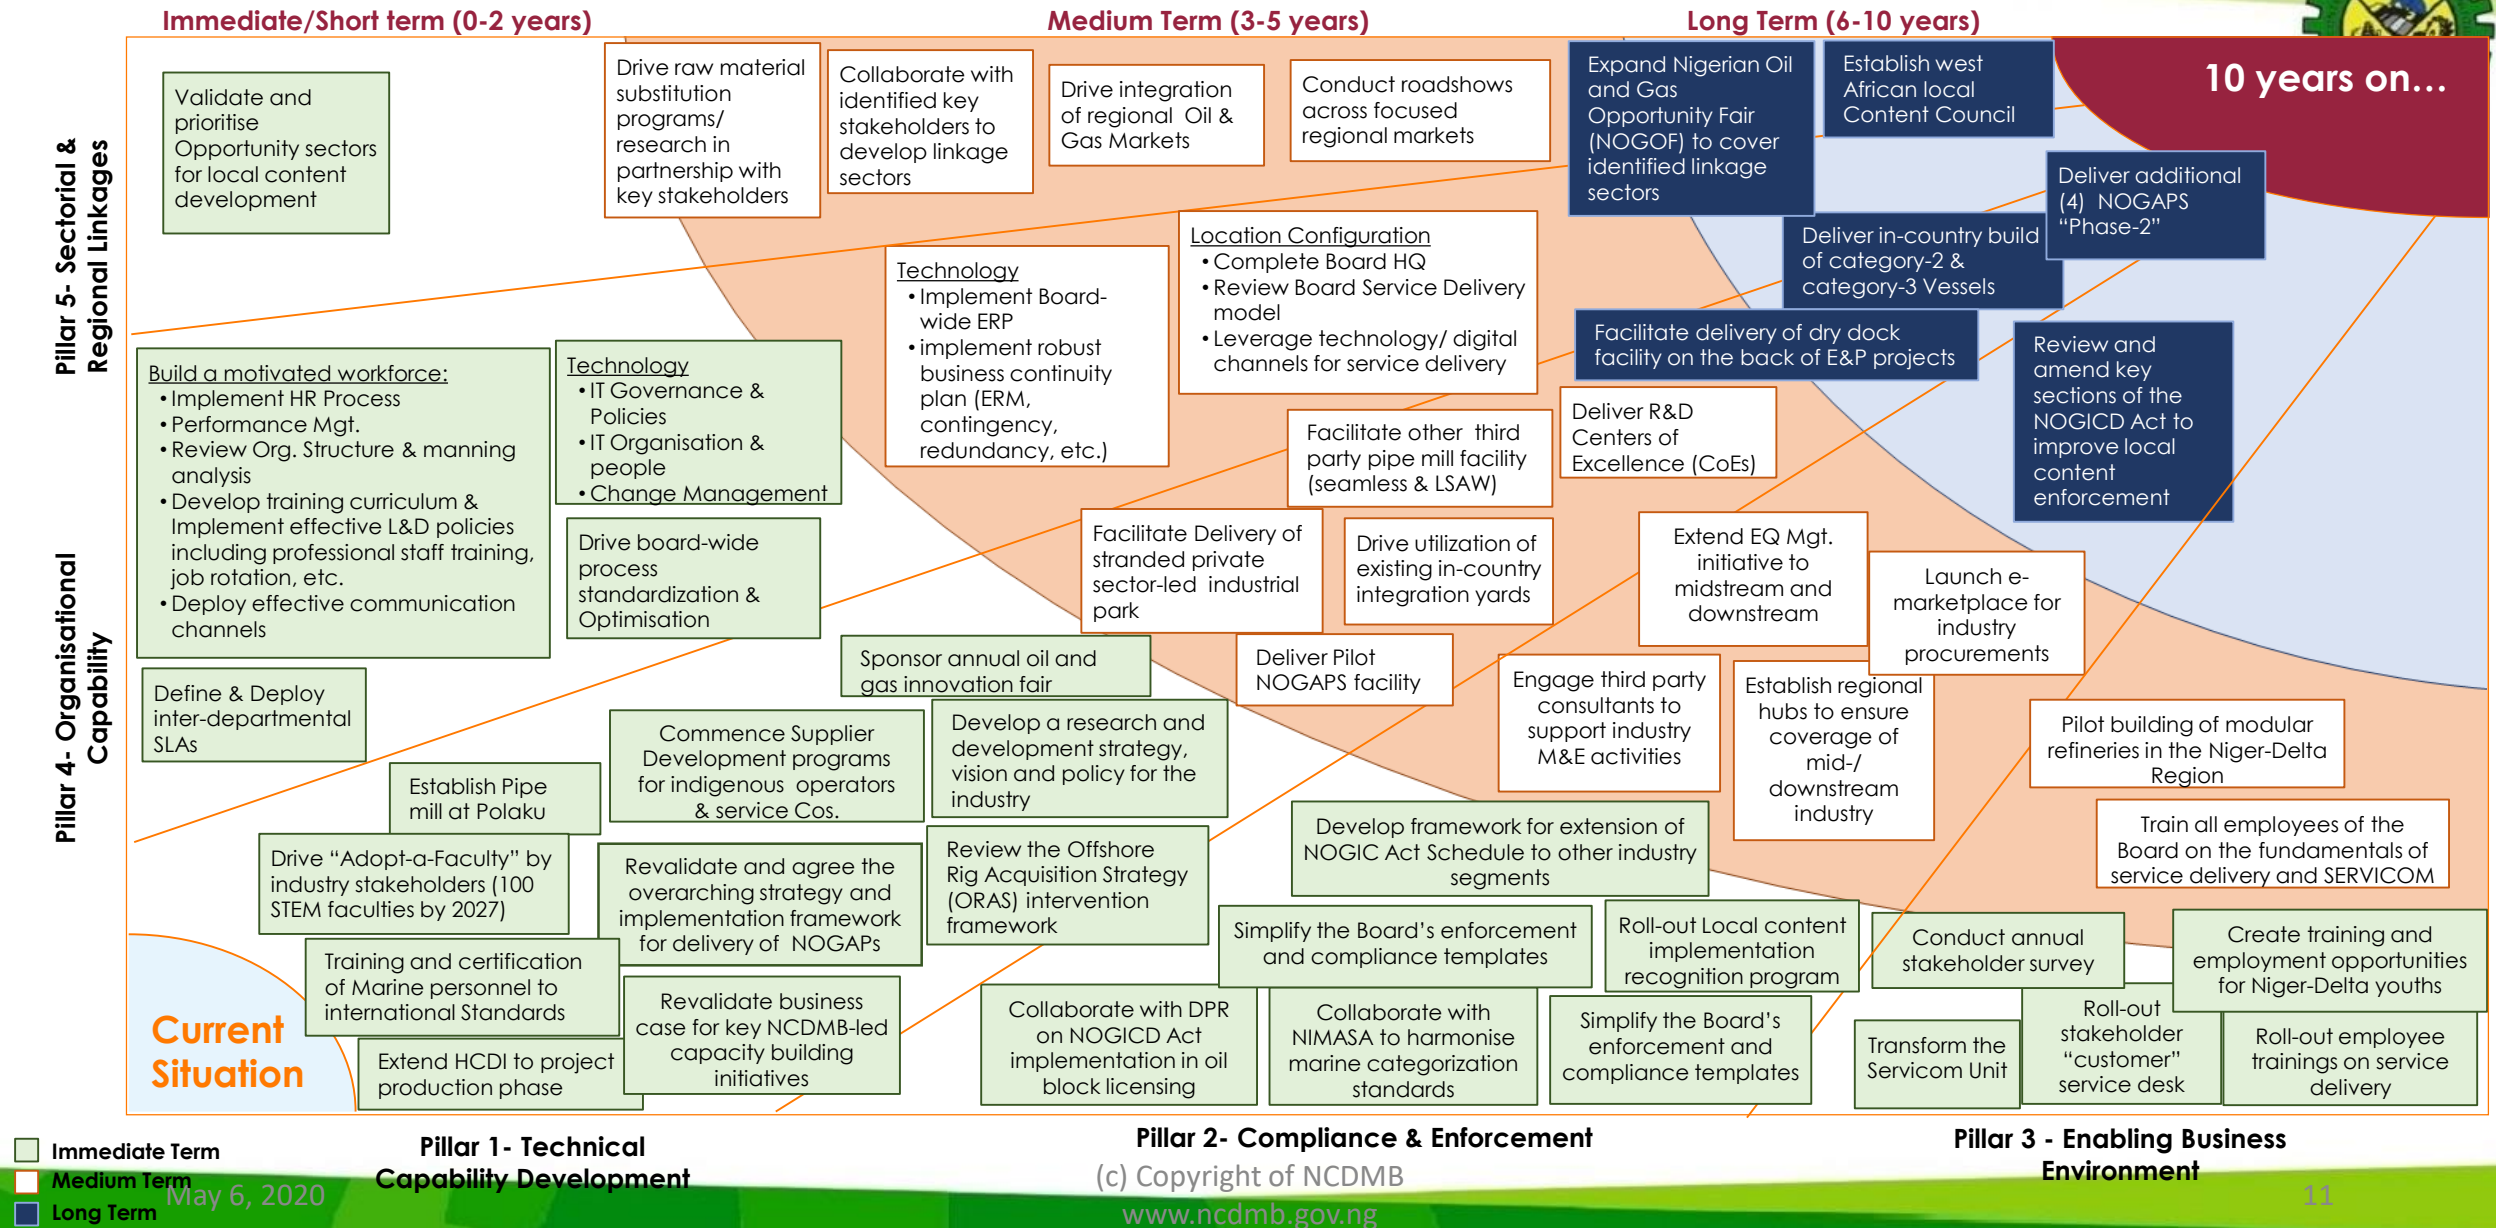 Immediate/Short term (0-2 years)
Medium Term (3-5 years)
Long Term (6-10 years)
10 years on...
Pillar 5- Sectorial &
Regional Linkages
Validate and
prioritise
Opportunity sectors
for local content
development
Drive raw material
substitution
programs/
research in
partnership with
key stakeholders
Collaborate with
identified key
stakeholders to
develop linkage
sectors
Drive integration
of regional Oil &
Gas Markets
Conduct roadshows
across focused
regional markets
Expand Nigerian Oil
and Gas
Opportunity Fair
(NOGOF) to cover
identified linkage
sectors
Establish west
African local
Content Council
Deliver additional
(4) NOGAPS
“Phase-2”
Deliver in-country build
of category-2 &
category-3 Vessels
Facilitate delivery of dry dock
facility on the back of E&P projects
Review and
amend key
sections of the
NOGICD Act to
improve local
content
enforcement
Location Configuration
• Complete Board HQ
• Review Board Service Delivery
model
• Leverage technology/ digital
channels for service delivery
Technology
• Implement Board-
wide ERP
• implement robust
business continuity
plan (ERM,
contingency,
redundancy, etc.)
Pillar 4- Organisational
Capability
Build a motivated workforce:
• Implement HR Process
• Performance Mgt.
• Review Org. Structure & manning
analysis
• Develop training curriculum &
Implement effective L&D policies
including professional staff training,
job rotation, etc.
• Deploy effective communication
channels
Technology
• IT Governance &
Policies
• IT Organisation &
people
• Change Management
Drive board-wide
process
standardization &
Optimisation
Define & Deploy
inter-departmental
SLAs
Facilitate other third
party pipe mill facility
(seamless & LSAW)
Deliver R&D
Centers of
Excellence (CoEs)
Facilitate Delivery of
stranded private
sector-led industrial
park
Drive utilization of
existing in-country
integration yards
Deliver Pilot
NOGAPS facility
Extend EQ Mgt.
initiative to
midstream and
downstream
Launch e-
marketplace for
industry
procurements
Engage third party
consultants to
support industry
M&E activities
Establish regional
hubs to ensure
coverage of
mid-/
downstream
industry
Pilot building of modular
refineries in the Niger-Delta
Region
Train all employees of the
Board on the fundamentals of
service delivery and SERVICOM
Sponsor annual oil and
gas innovation fair
Commence Supplier
Development programs
for indigenous operators
& service Cos.
Develop a research and
development strategy,
vision and policy for the
industry
Establish Pipe
mill at Polaku
Drive “Adopt-a-Faculty” by
industry stakeholders (100
STEM faculties by 2027)
Revalidate and agree the
overarching strategy and
implementation framework
for delivery of NOGAPs
Review the Offshore
Rig Acquisition Strategy
(ORAS) intervention
framework
Develop framework for extension of
NOGIC Act Schedule to other industry
segments
Simplify the Board’s enforcement
and compliance templates
Roll-out Local content
implementation
recognition program
Conduct annual
stakeholder survey
Create training and
employment opportunities
for Niger-Delta youths
Training and certification
of Marine personnel to
international Standards
Extend HCDI to project
production phase
Revalidate business
case for key NCDMB-led
capacity building
initiatives
Collaborate with DPR
on NOGICD Act
implementation in oil
block licensing
Collaborate with
NIMASA to harmonise
marine categorization
standards
Simplify the Board’s
enforcement and
compliance templates
Transform the
Servicom Unit
Roll-out
stakeholder
“customer”
service desk
Roll-out employee
trainings on service
delivery
Current
Situation
Pillar 1- Technical
Capability Development
Pillar 2- Compliance & Enforcement
Pillar 3 - Enabling Business
Environment
Immediate Term
Medium Term
Long Term
May 6, 2020
(c) Copyright of NCDMB
www.ncdmb.gov.ng
11